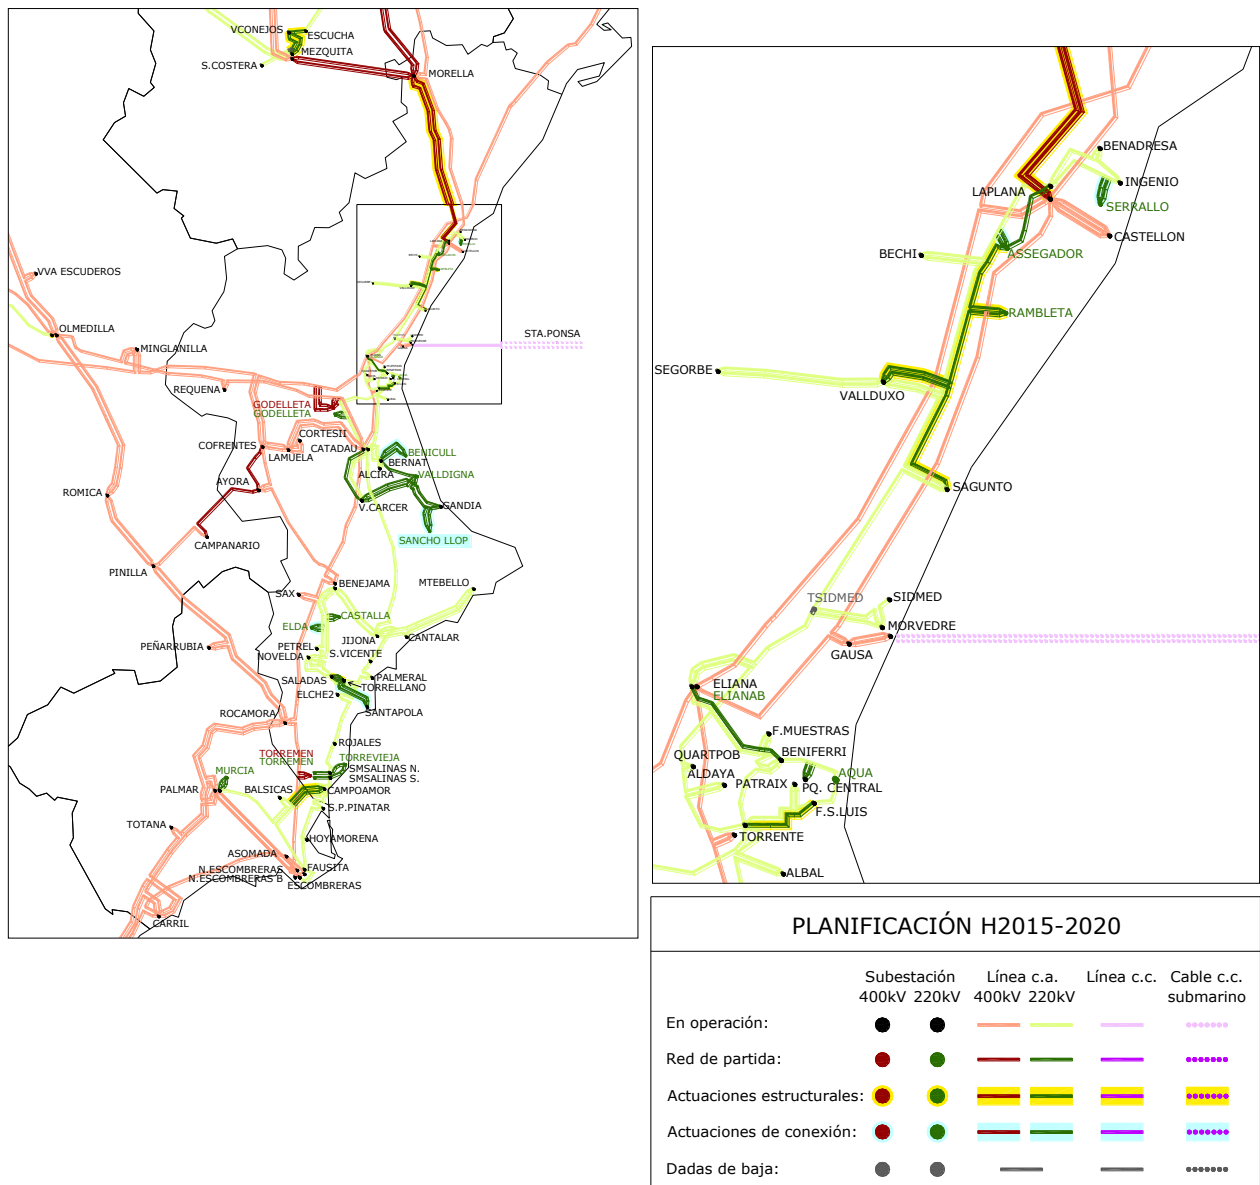 VCONEJOS
ESCUCHA
MEZQUITA
S.COSTERA
MORELLA
VVA ESCUDEROS
OLMEDILLA
MINGLANILLA
REQUENA
STA.PONSA
GODELLETA
GODELLETA
CORTESII
COFRENTES
LAMUELA
CATADAU
BENICULL
BERNAT
ALCIRA
VALLDIGNA
AYORA
ROMICA
V.CARCER
GANDIA
CAMPANARIO
SANCHO LLOP
PINILLA
BENEJAMA
MTEBELLO
SAX
CASTALLA
ELDA
JIJONA
CANTALAR
PETREL
S.VICENTE
NOVELDA
PEÑARRUBIA
SALADAS
PALMERAL
TORRELLANO
ELCHE2
SANTAPOLA
ROCAMORA
ROJALES
TORREMEN
TORREMEN
TORREVIEJA
SMSALINAS N.
SMSALINAS S.
MURCIA
PALMAR
BALSICAS
CAMPOAMOR
S.P.PINATAR
TOTANA
HOYAMORENA
ASOMADA
N.ESCOMBRERAS
FAUSITA
N.ESCOMBRERAS B
ESCOMBRERAS
CARRIL
BENADRESA
INGENIO
LAPLANA
SERRALLO
CASTELLON
BECHI
ASSEGADOR
RAMBLETA
SEGORBE
VALLDUXO
SAGUNTO
TSIDMED
SIDMED
MORVEDRE
GAUSA
ELIANA
ELIANAB
F.MUESTRAS
QUARTPOB
BENIFERRI
ALDAYA
AQUA
PATRAIX
PQ. CENTRAL
F.S.LUIS
TORRENTE
ALBAL
PLANIFICACIÓN H2015-2020
Subestación Línea c.a. Línea c.c. Cable c.c.
400kV 220kV 400kV 220kV submarino
En operación:
Red de partida:
Actuaciones estructurales:
Actuaciones de conexión:
Dadas de baja: